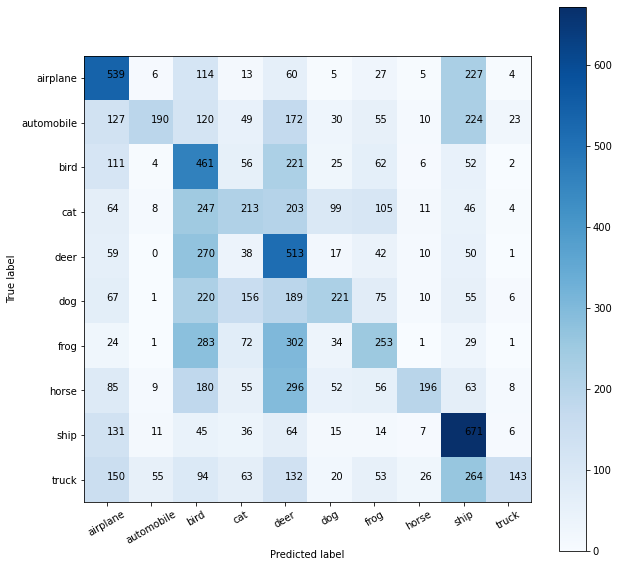 airplane 539 6 114 13 60 5 27 5 227 4
automobile 127 190 120 49 172 30 55 10 224 23
bird 111 4 461 56 221 25 62 6 52 2
cat 64 8 247 213 203 99 105 11 46 4
deer 59 0 270 38 513 17 42 10 50 1
dog 67 1 220 156 189 221 75 10 55 6
frog 24 1 283 72 302 34 253 1 29 1
horse 85 9 180 55 296 52 56 196 63 8
ship 131 11 45 36 64 15 14 7 671 6
truck 150 55 94 63 132 20 53 26 264 143
airplane automobile bird cat deer dog frog horse ship truck
True label
Predicted label
600
500
400
300
200
100
0